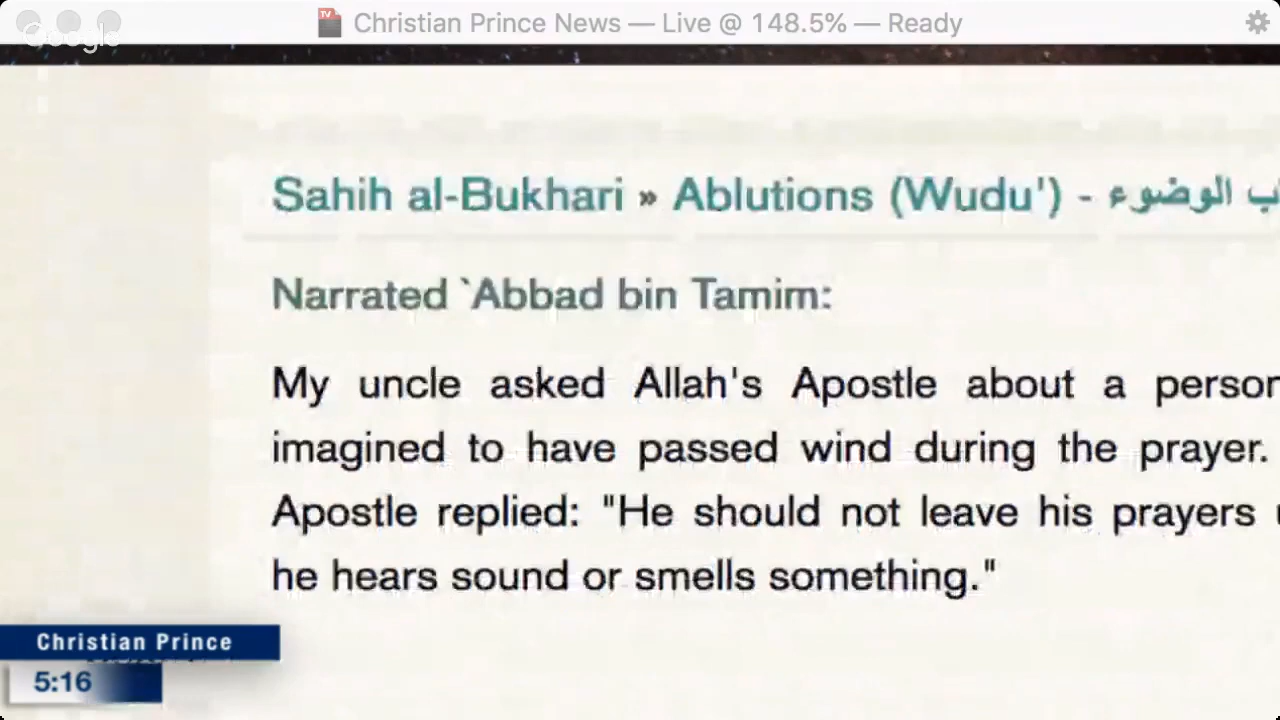 Christian Prince News — Live @ 148.5% — Ready
Google
Sahih al-Bukhari » Ablutions (Wudu') - الوضوء
Narrated `Abbad bin Tamim:
My uncle asked Allah's Apostle about a person
imagined to have passed wind during the prayer.
Apostle replied: "He should not leave his prayers
he hears sound or smells something."
Christian Prince
5:16